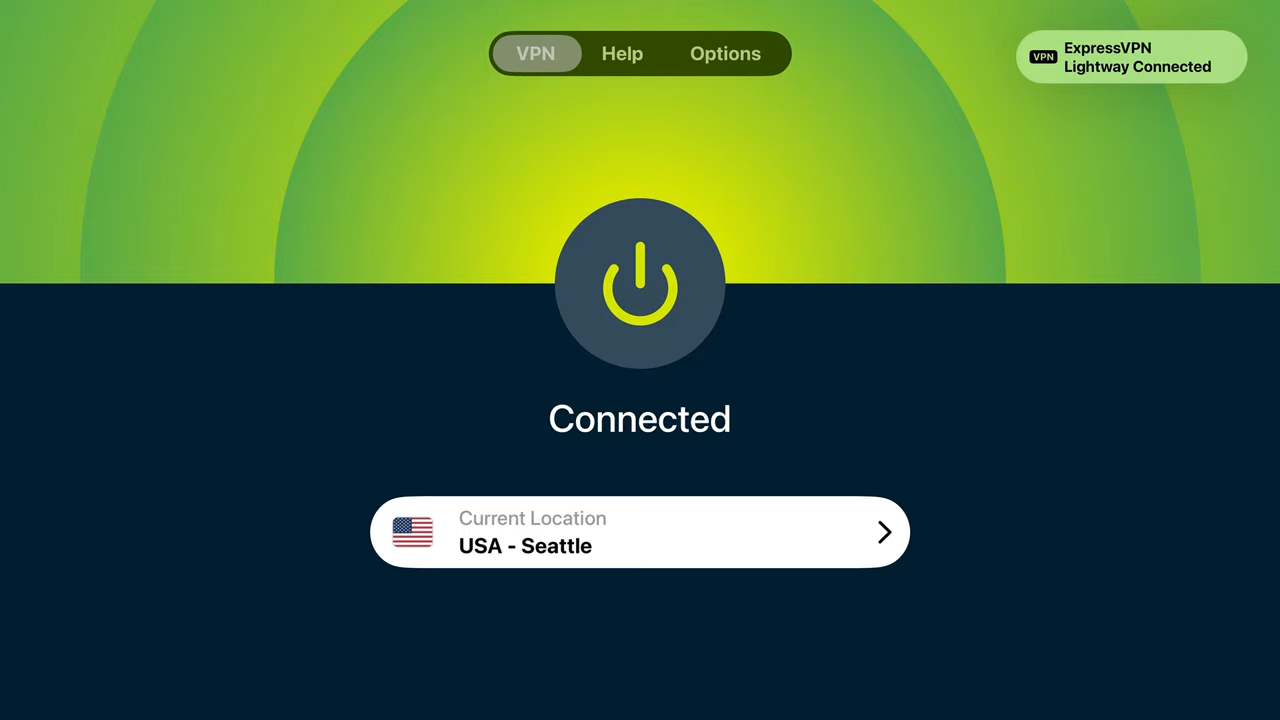 VPN Help Options
VPN
ExpressVPN
Lightway Connected
Connected
Current Location
USA - Seattle